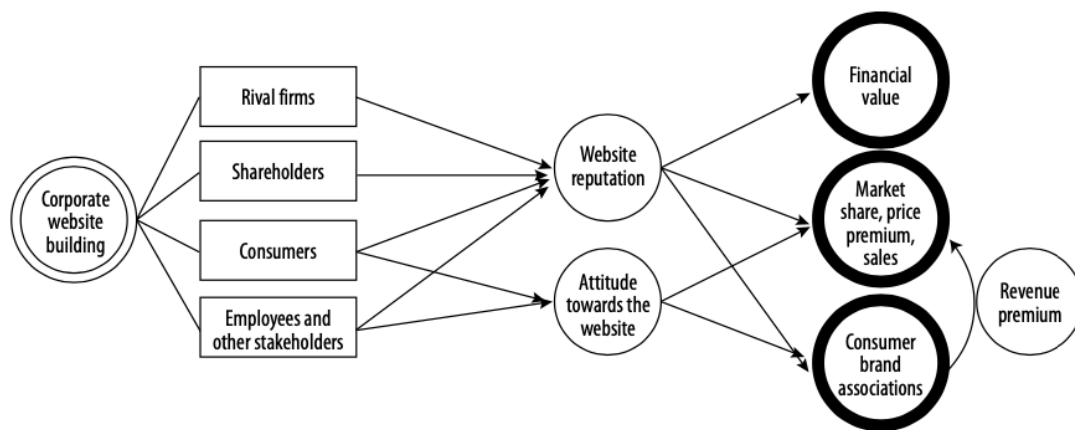 Corporate
website
building
Rival firms
Shareholders
Consumers
Employees and
other stakeholders
Website
reputation
Attitude
towards the
website
Financial
value
Market
share, price
premium,
sales
Consumer
brand
associations
Revenue
premium